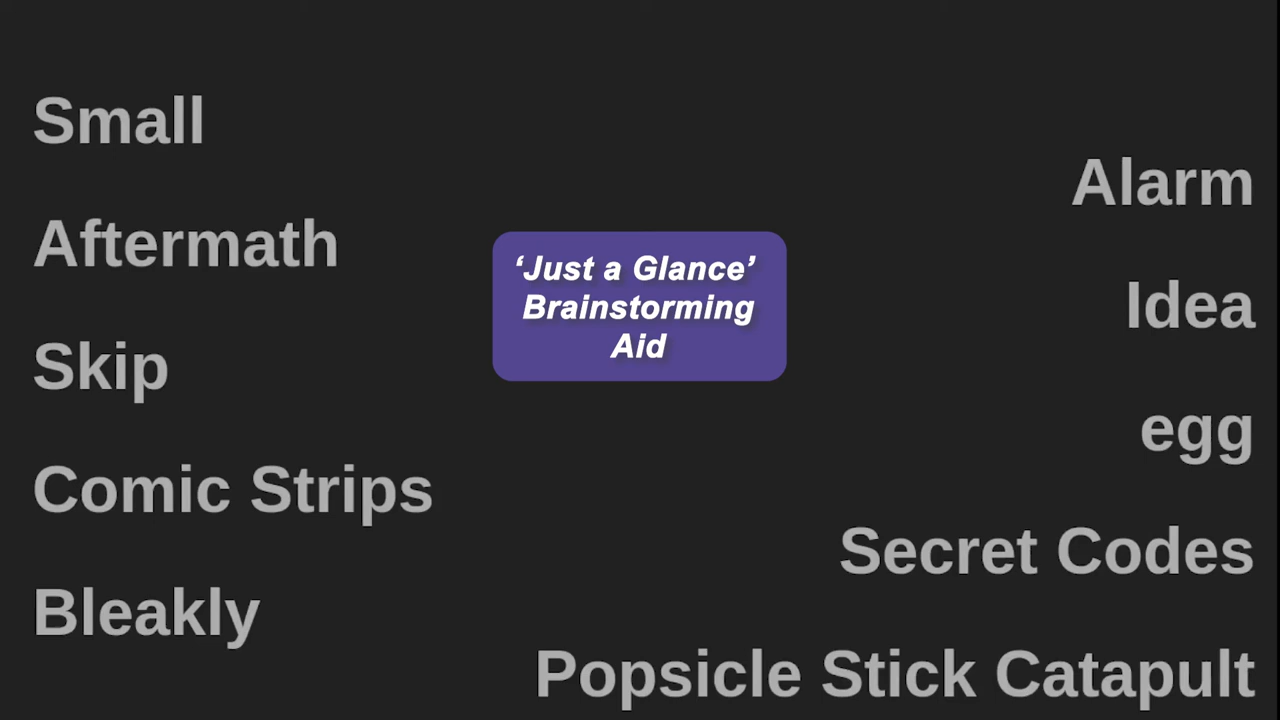 Small
Aftermath
Skip
Comic Strips
Bleakly
‘Just a Glance’
Brainstorming
Aid
Alarm
Idea
egg
Secret Codes
Popsicle Stick Catapult